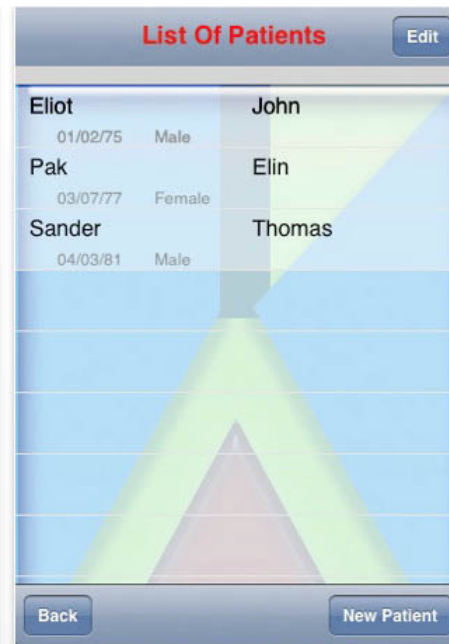 List Of Patients Edit
Eliot John
01/02/75 Male
Pak Elin
03/07/77 Female
Sander Thomas
04/03/81 Male
Back New Patient